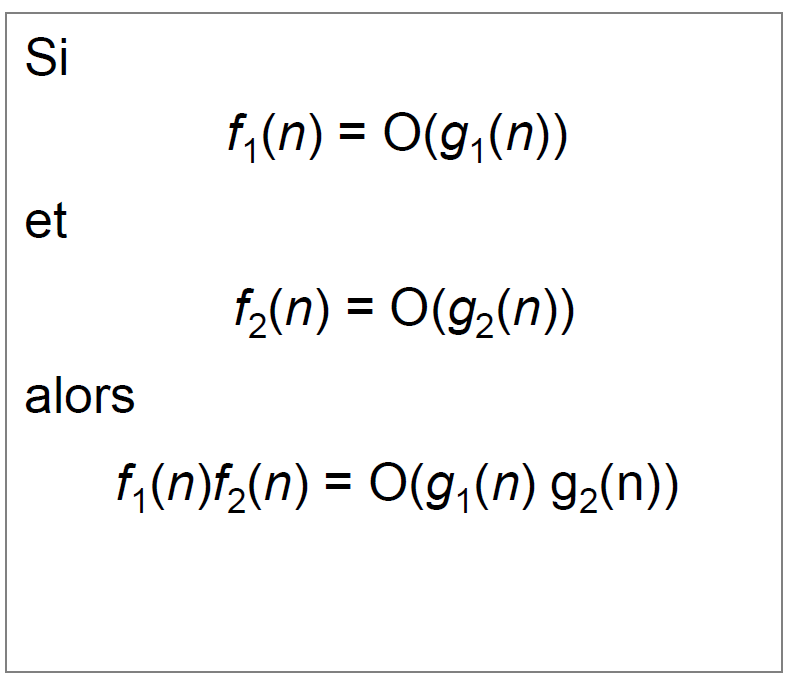 Si
f₁(n) = O(g₁(n))
et
f₂(n) = O(g₂(n))
alors
f₁(n)f₂(n) = O(g₁(n) g₂(n))